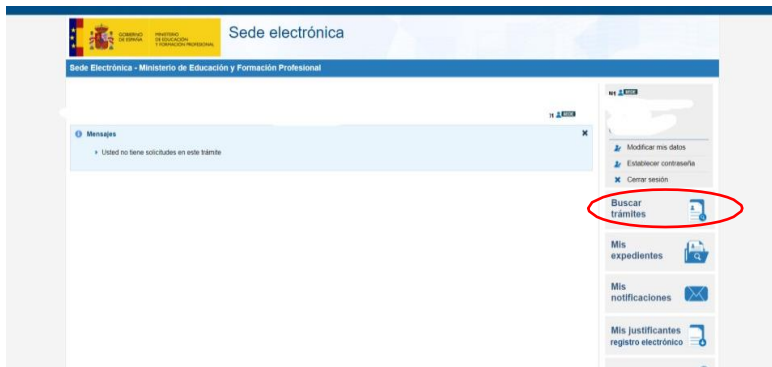 GOBIERNO
DE ESPAÑA
MINISTERIO
DE EDUCACIÓN
Y FORMACIÓN PROFESIONAL
Sede electrónica
Sede Electrónica - Ministerio de Educación y Formación Profesional
Mensajes
Usted no tiene solicitudes en este trámite
Modificar mis datos
Establecer contraseña
Cerrar sesión
Buscar
trámites
Mis
expedientes
Mis
notificaciones
Mis justificantes
registro electrónico